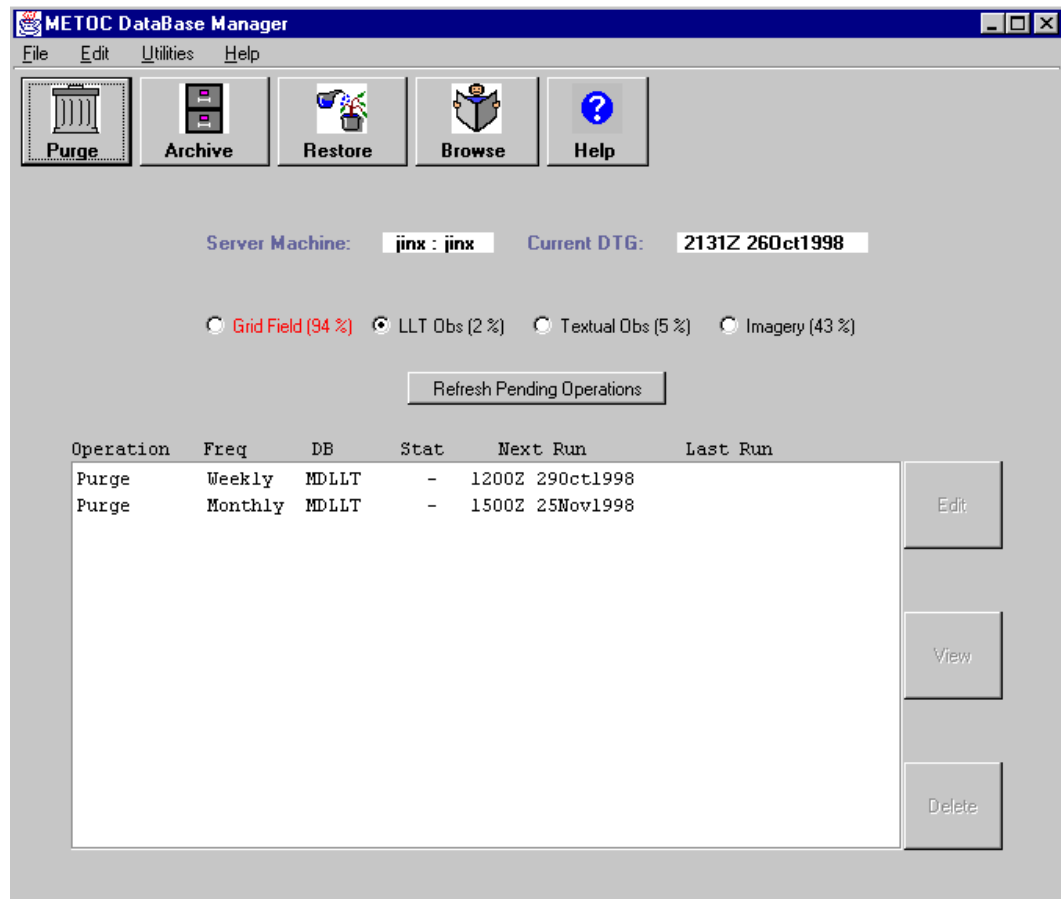 METOC DataBase Manager
File Edit Utilities Help
Purge Archive Restore Browse Help
Server Machine: jinx : jinx Current DTG: 2131Z 26Oct1998
Grid Field (94 %) LLT Obs (2 %) Textual Obs (5 %) Imagery (43 %)
Refresh Pending Operations
Operation Freq DB Stat Next Run Last Run
Purge Weekly MDLLT - 1200Z 29Oct1998
Purge Monthly MDLLT - 1500Z 25Nov1998
Edit
View
Delete